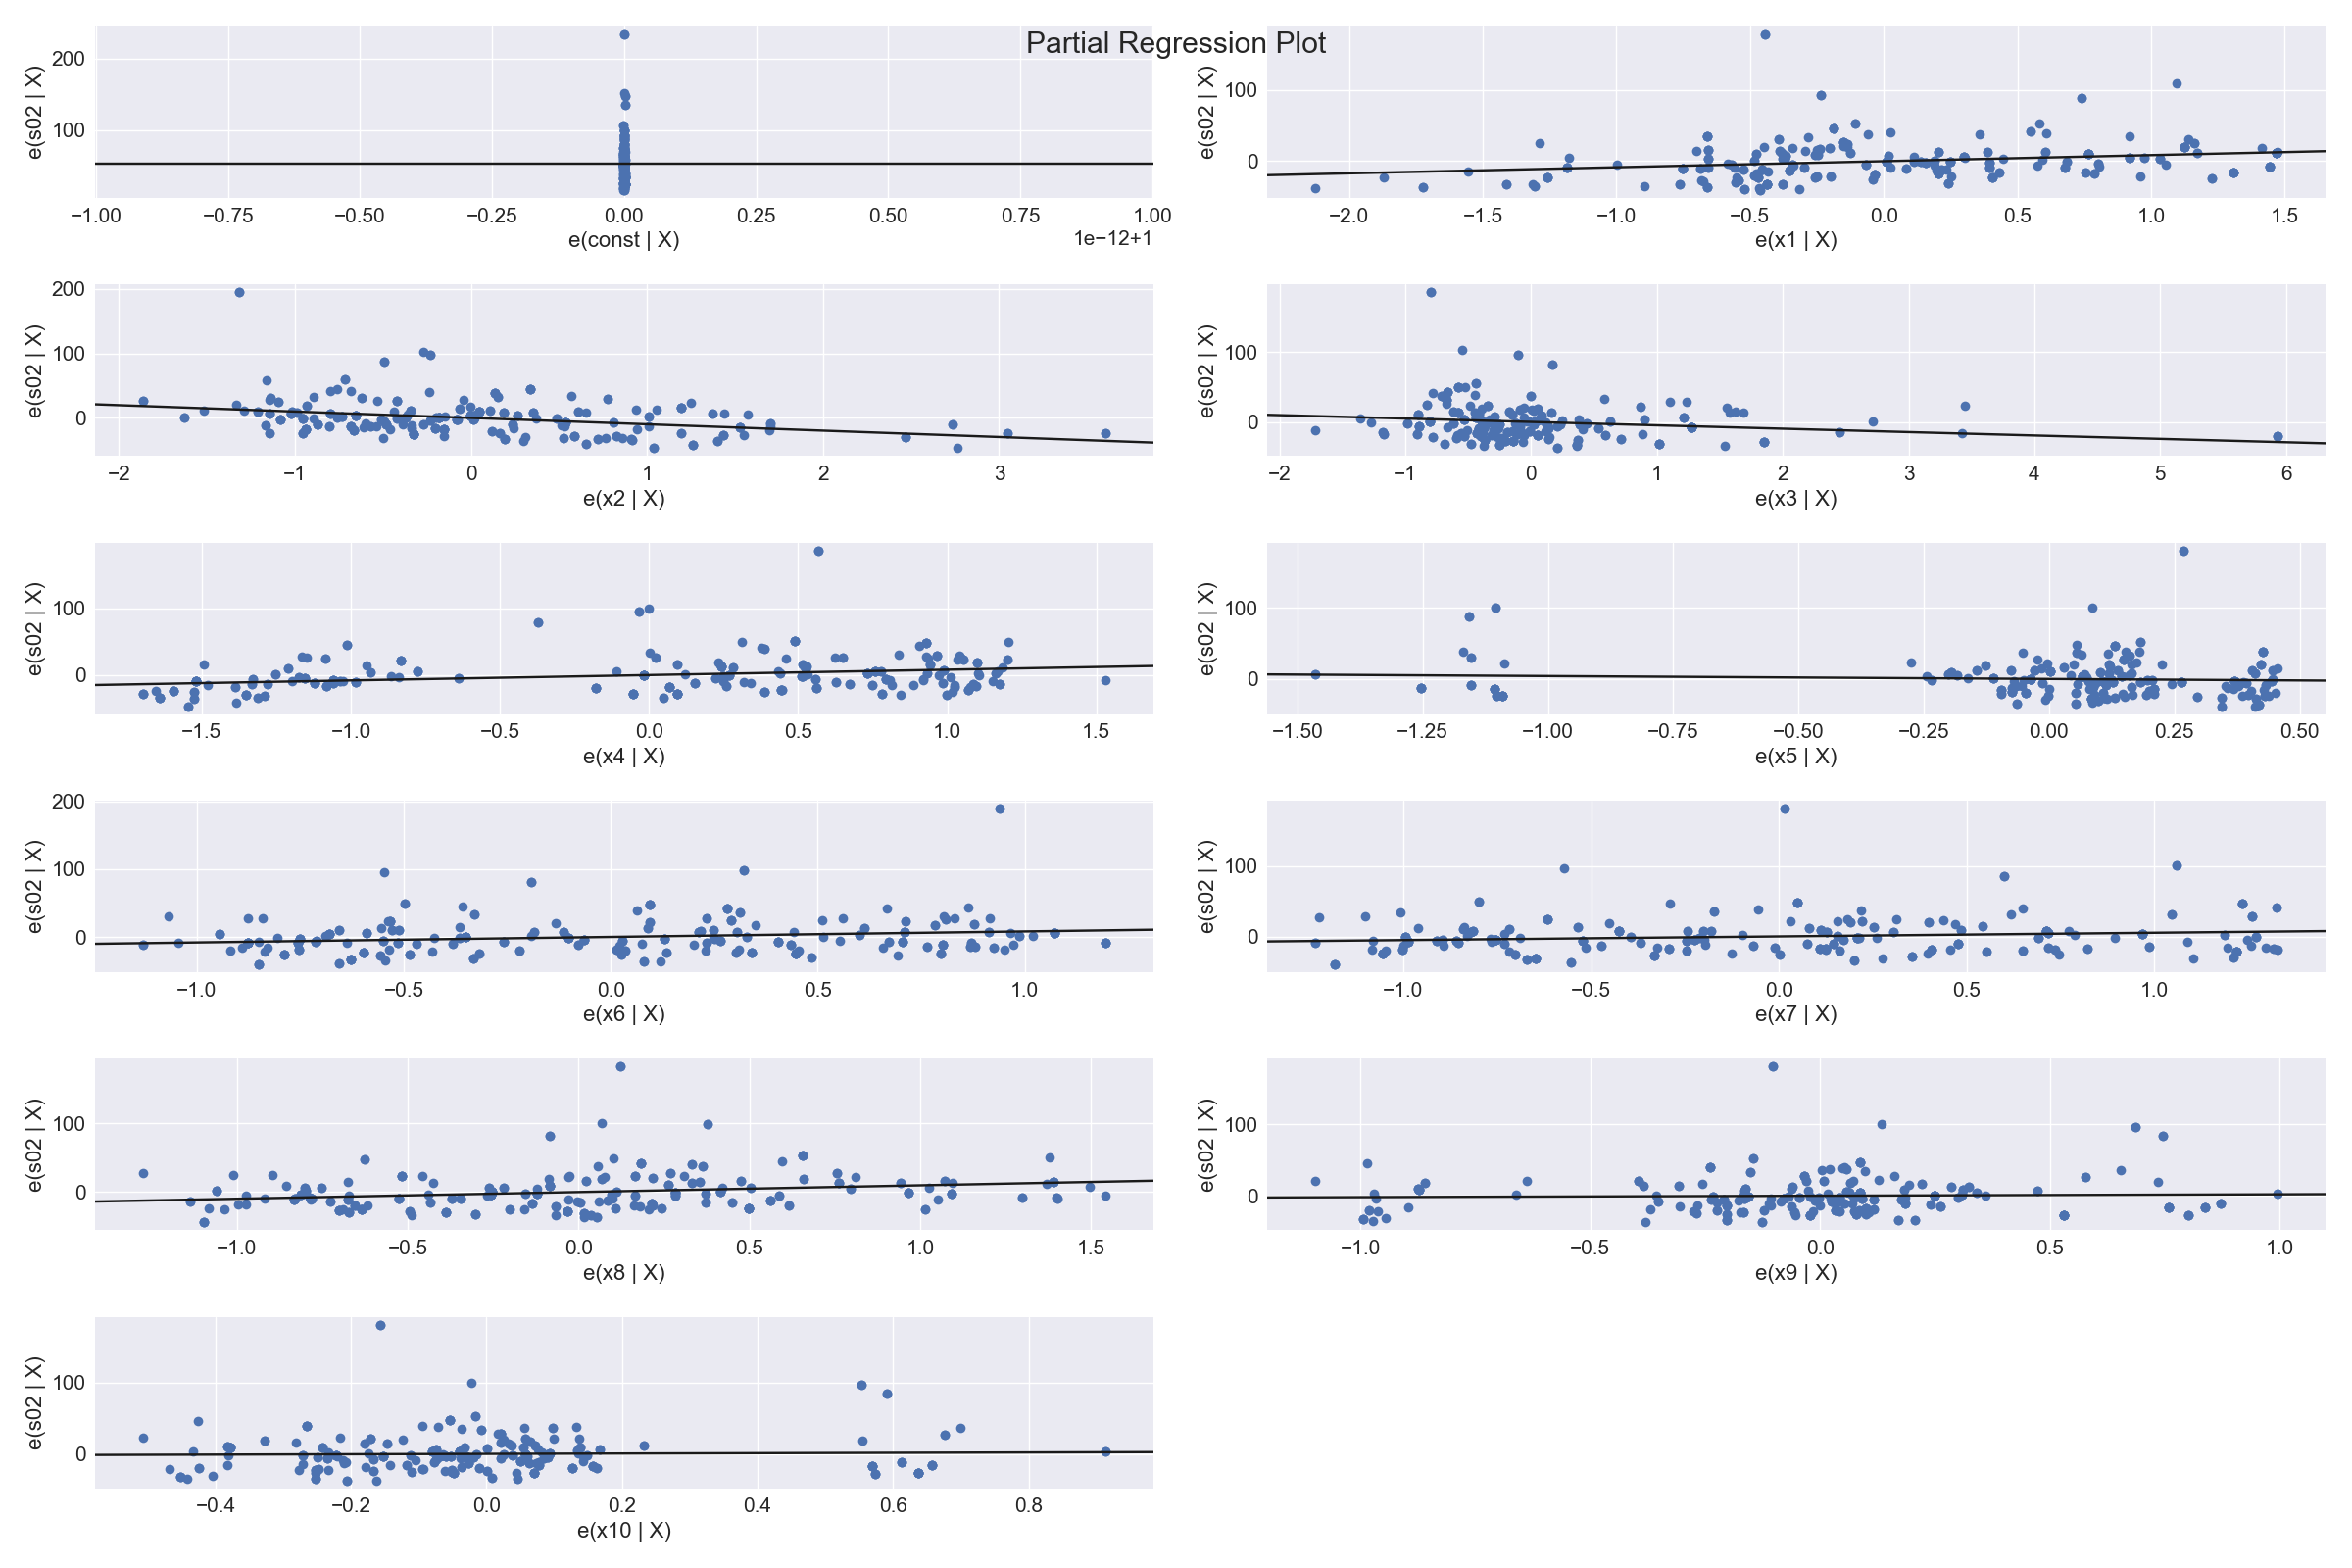 Partial Regression Plot
e(s02 | X)
200
100
−1.00 −0.75 −0.50 −0.25 0.00 0.25 0.50 0.75 1.00
1e−12+1
e(const | X)
e(s02 | X)
100
0
−2.0 −1.5 −1.0 −0.5 0.0 0.5 1.0 1.5
e(x1 | X)
e(s02 | X)
200
100
0
−2 −1 0 1 2 3
e(x2 | X)
e(s02 | X)
100
0
−2 −1 0 1 2 3 4 5 6
e(x3 | X)
e(s02 | X)
100
0
−1.5 −1.0 −0.5 0.0 0.5 1.0 1.5
e(x4 | X)
e(s02 | X)
100
0
−1.50 −1.25 −1.00 −0.75 −0.50 −0.25 0.00 0.25 0.50
e(x5 | X)
e(s02 | X)
200
100
0
−1.0 −0.5 0.0 0.5 1.0
e(x6 | X)
e(s02 | X)
100
0
−1.0 −0.5 0.0 0.5 1.0
e(x7 | X)
e(s02 | X)
100
0
−1.0 −0.5 0.0 0.5 1.0 1.5
e(x8 | X)
e(s02 | X)
100
0
−1.0 −0.5 0.0 0.5 1.0
e(x9 | X)
e(s02 | X)
100
0
−0.4 −0.2 0.0 0.2 0.4 0.6 0.8
e(x10 | X)